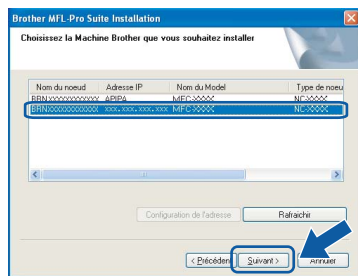 Brother MFL-Pro Suite Installation
Choisissez la Machine Brother que vous souhaitez installer
Nom du noeud Adresse IP Nom du Model Type de noeu
BRNXXXXXXXXXXXX APIPA MFC-XXXX NC-XXXX
BRNXXXXXXXXXXXX xxx.xxx.xxx.xxx MFC-XXXX NC-XXXX
Configuration de l'adresse Rafraichir
< Précéden Suivant > Annuler